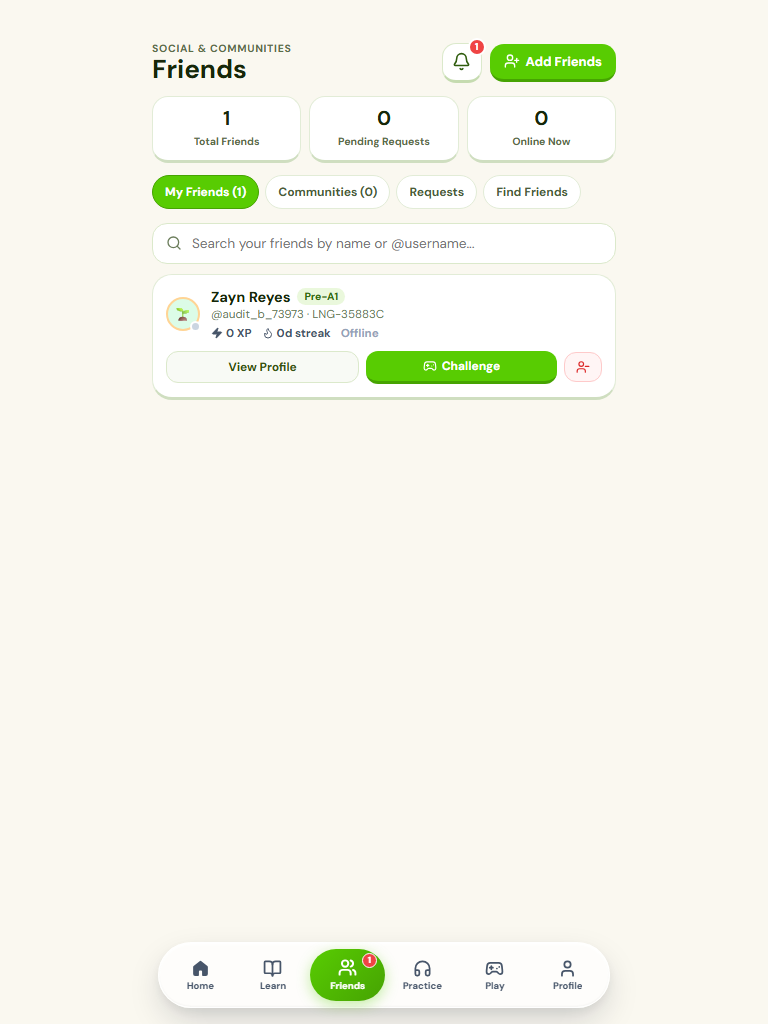 SOCIAL & COMMUNITIES
Friends
1
Add Friends
1
Total Friends
0
Pending Requests
0
Online Now
My Friends (1)
Communities (0)
Requests
Find Friends
Search your friends by name or @username...
Zayn Reyes
Pre-A1
@audit_b_73973 · LNG-35883C
0 XP
0d streak
Offline
View Profile
Challenge
Home
Learn
Friends
1
Practice
Play
Profile